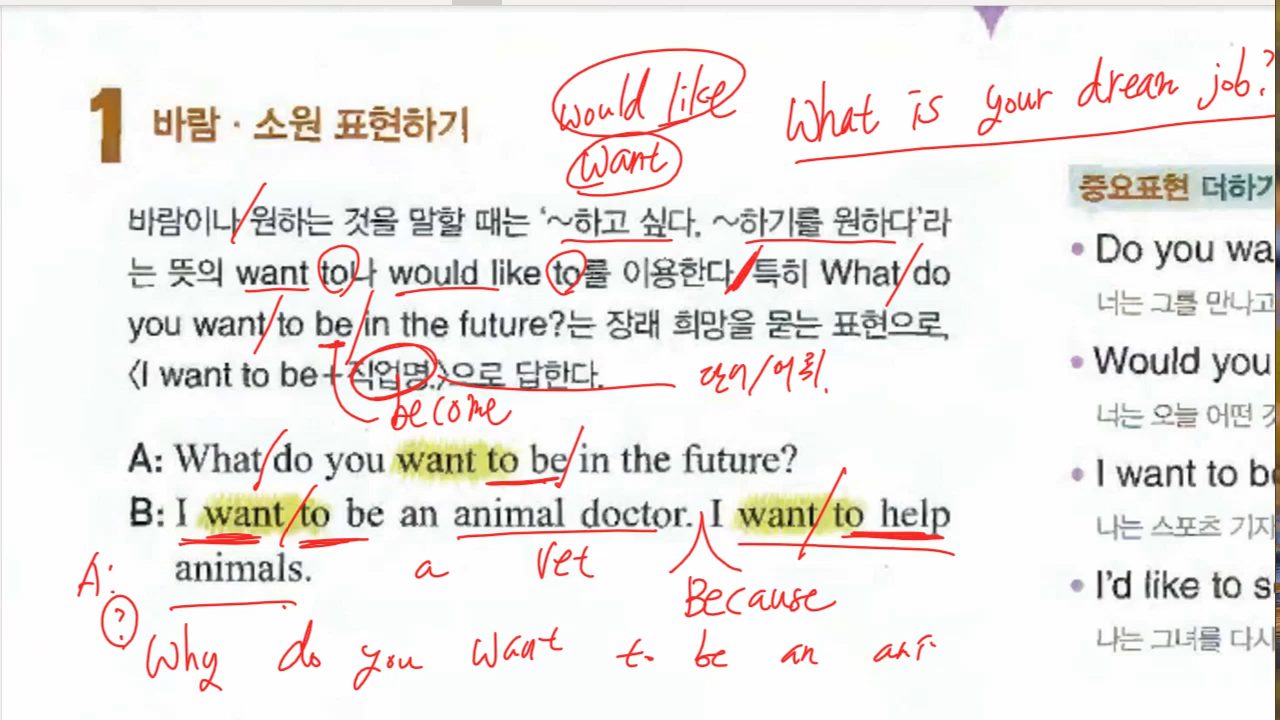 would like
What is your dream job?
want
1 바람·소원 표현하기
바람이나 원하는 것을 말할 때는 '~하고 싶다, ~하기를 원하다'라
는 뜻의 want to나 would like to를 이용한다. 특히 What do
you want to be in the future?는 장래 희망을 묻는 표현으로,
〈I want to be+직업명.〉으로 답한다.
단어/어휘.
become
A: What do you want to be in the future?
B: I want to be an animal doctor. I want to help
animals.
a vet
Because
A:
?
Why do you want to be an ani
중요표현 더하기
• Do you wa
너는 그를 만나고
• Would you
너는 오늘 어떤 것
• I want to be
나는 스포츠 기자
• I'd like to s
나는 그녀를 다시